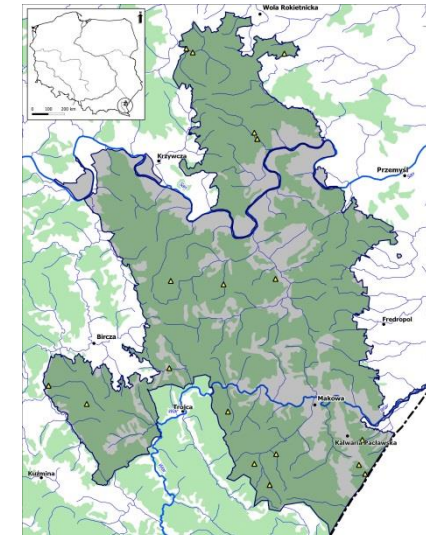 Wola Rokietnicka
0 100 200 km
Krzywcza
Przemyśl
Fredropol
Bircza
Trójca
Makowa
Kalwaria Pacławska
Kuźmina